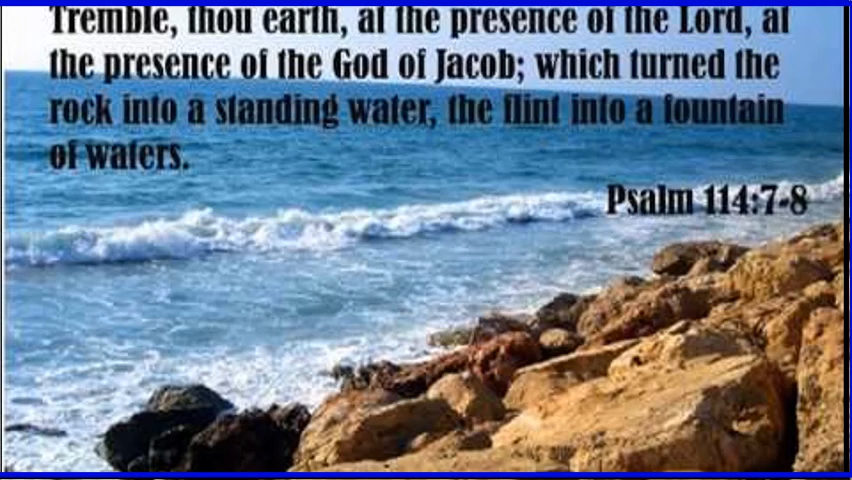 Tremble, thou earth, at the presence of the Lord, at
the presence of the God of Jacob; which turned the
rock into a standing water, the flint into a fountain
of waters.
Psalm 114:7-8